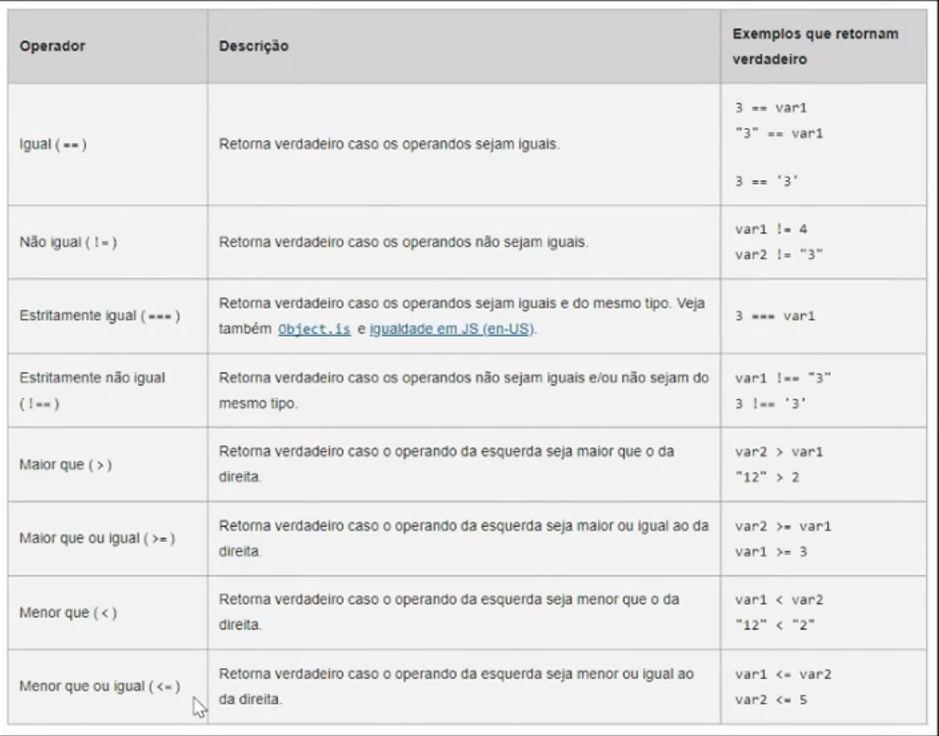 Operador
Descrição
Exemplos que retornam
verdadeiro
Igual ( == )
Retorna verdadeiro caso os operandos sejam iguais.
3 == var1
"3" == var1
3 == '3'
Não igual ( != )
Retorna verdadeiro caso os operandos não sejam iguais.
var1 != 4
var2 != "3"
Estritamente igual ( === )
Retorna verdadeiro caso os operandos sejam iguais e do mesmo tipo. Veja
também Object.is e igualdade em JS (en-US).
3 === var1
Estritamente não igual
( !== )
Retorna verdadeiro caso os operandos não sejam iguais e/ou não sejam do
mesmo tipo.
var1 !== "3"
3 !== '3'
Maior que ( > )
Retorna verdadeiro caso o operando da esquerda seja maior que o da
direita.
var2 > var1
"12" > 2
Maior que ou igual ( >= )
Retorna verdadeiro caso o operando da esquerda seja maior ou igual ao da
direita.
var2 >= var1
var1 >= 3
Menor que ( < )
Retorna verdadeiro caso o operando da esquerda seja menor que o da
direita.
var1 < var2
"12" < "2"
Menor que ou igual ( <= )
Retorna verdadeiro caso o operando da esquerda seja menor ou igual ao
da direita.
var1 <= var2
var2 <= 5